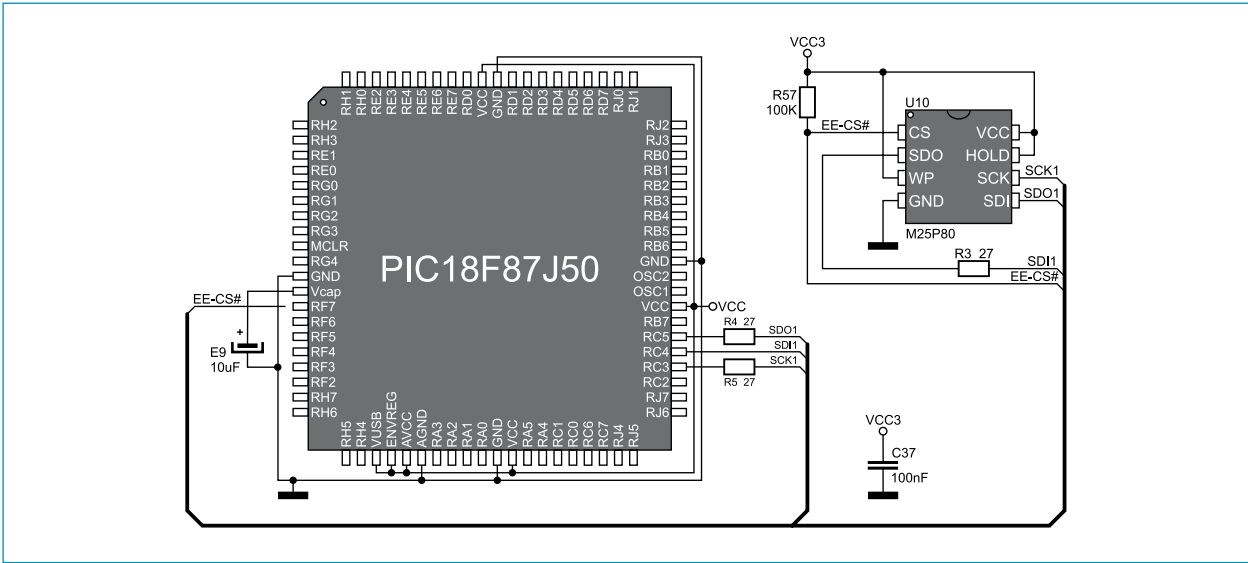 RH1
RH0
RE2
RE3
RE4
RE5
RE6
RE7
RD0
VCC
GND
RD1
RD2
RD3
RD4
RD5
RD6
RD7
RJ0
RJ1
RH2
RH3
RE1
RE0
RG0
RG1
RG2
RG3
MCLR
RG4
GND
Vcap
RF7
RF6
RF5
RF4
RF3
RF2
RH7
RH6
PIC18F87J50
RJ2
RJ3
RB0
RB1
RB2
RB3
RB4
RB5
RB6
GND
OSC2
OSC1
VCC
RB7
RC5
RC4
RC3
RC2
RJ7
RJ6
RH5
RH4
VUSB
ENVREG
AVCC
AGND
RA3
RA2
RA1
RA0
GND
VCC
RA5
RA4
RC1
RC0
RC6
RC7
RJ4
RJ5
EE-CS#
+
E9
10uF
VCC
R4 27
SDO1
SDI1
SCK1
R5 27
VCC3
R57
100K
EE-CS#
U10
CS
SDO
WP
GND
VCC
HOLD
SCK
SDI
M25P80
SCK1
SDO1
R3 27
SDI1
EE-CS#
VCC3
C37
100nF